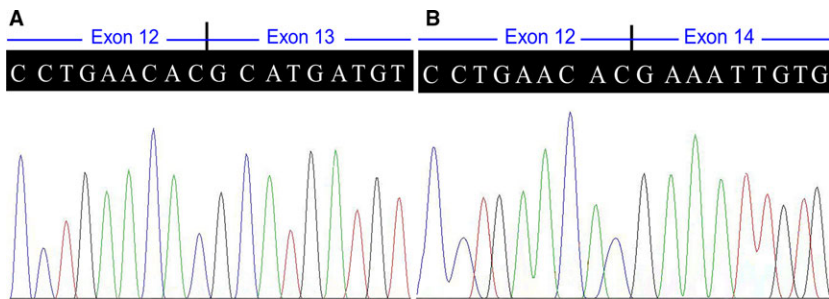 A
Exon 12 Exon 13
C C T G A A C A C G C A T G A T G T
B
Exon 12 Exon 14
C C T G A A C A C G A A A T T G T G